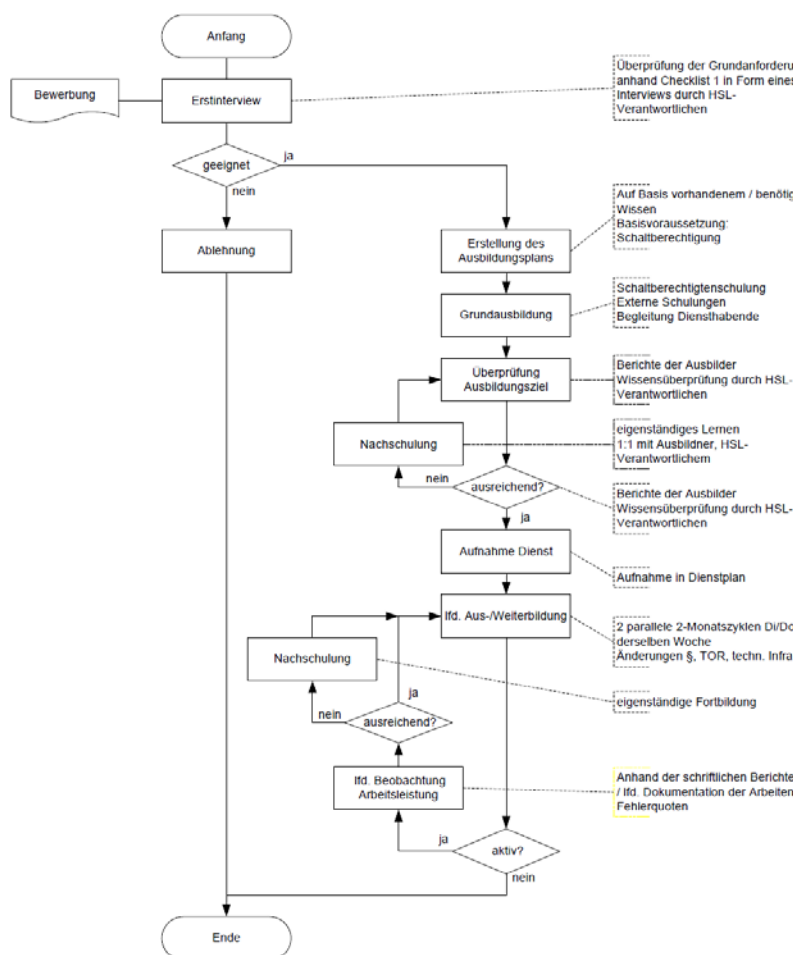 Anfang
Überprüfung der Grundanforderu
anhand Checklist 1 in Form eines
Interviews durch HSL-
Verantwortlichen
Bewerbung
Erstinterview
geeignet
ja
nein
Auf Basis vorhandenem / benötig
Wissen
Basisvoraussetzung:
Schaltberechtigung
Ablehnung
Erstellung des
Ausbildungsplans
Schaltberechtigtenschulung
Externe Schulungen
Begleitung Diensthabende
Grundausbildung
Überprüfung
Ausbildungsziel
Berichte der Ausbilder
Wissensüberprüfung durch HSL-
Verantwortlichen
Nachschulung
eigenständiges Lernen
1:1 mit Ausbildner, HSL-
Verantwortlichem
nein
ausreichend?
ja
Berichte der Ausbilder
Wissensüberprüfung durch HSL-
Verantwortlichen
Aufnahme Dienst
Aufnahme in Dienstplan
lfd. Aus-/Weiterbildung
2 parallele 2-Monatszyklen Di/Do
derselben Woche
Änderungen §, TOR, techn. Infra
Nachschulung
ja
nein
ausreichend?
eigenständige Fortbildung
lfd. Beobachtung
Arbeitsleistung
Anhand der schriftlichen Berichte
/ lfd. Dokumentation der Arbeiten
Fehlerquoten
ja
aktiv?
nein
Ende